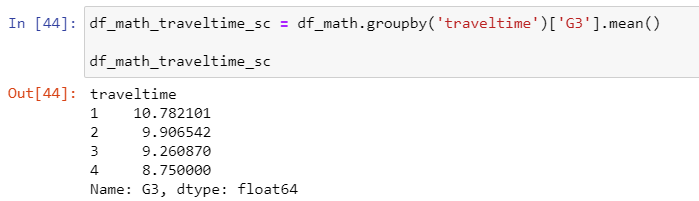 In [44]: df_math_traveltime_sc = df_math.groupby('traveltime')['G3'].mean()
df_math_traveltime_sc
Out[44]: traveltime
1    10.782101
2     9.906542
3     9.260870
4     8.750000
Name: G3, dtype: float64